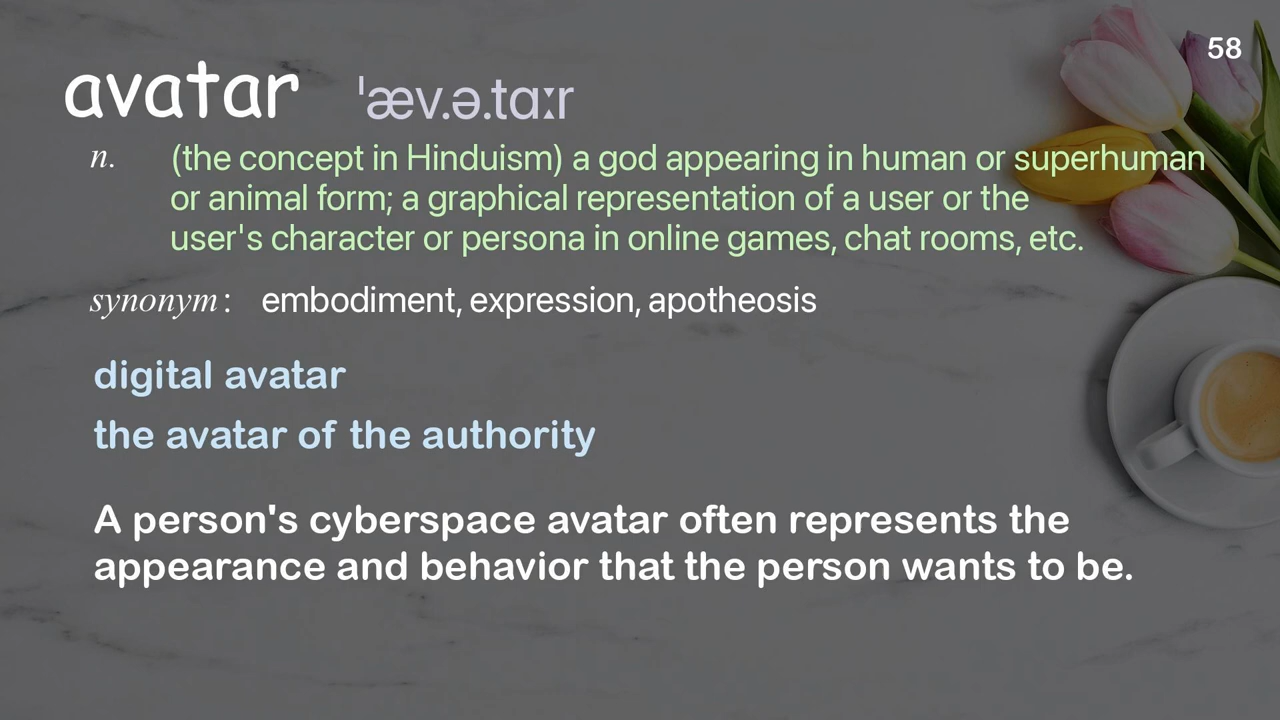 58
avatar ˈæv.ə.tɑːr
n. (the concept in Hinduism) a god appearing in human or superhuman
or animal form; a graphical representation of a user or the
user's character or persona in online games, chat rooms, etc.
synonym: embodiment, expression, apotheosis
digital avatar
the avatar of the authority
A person's cyberspace avatar often represents the
appearance and behavior that the person wants to be.